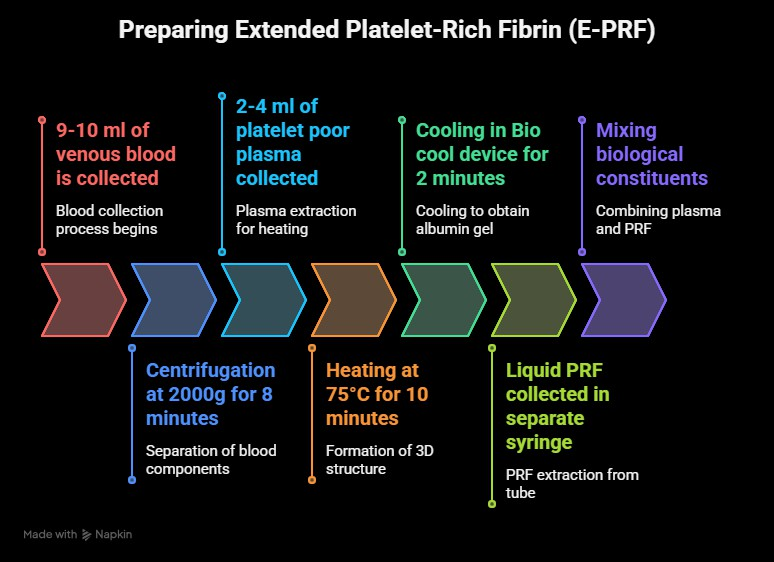 Preparing Extended Platelet-Rich Fibrin (E-PRF)
9-10 ml of
venous blood
is collected
Blood collection
process begins
2-4 ml of
platelet poor
plasma
collected
Plasma extraction
for heating
Cooling in Bio
cool device for
2 minutes
Cooling to obtain
albumin gel
Mixing
biological
constituents
Combining plasma
and PRF
Centrifugation
at 2000g for 8
minutes
Separation of blood
components
Heating at
75°C for 10
minutes
Formation of 3D
structure
Liquid PRF
collected in
separate
syringe
PRF extraction from
tube
Made with Napkin